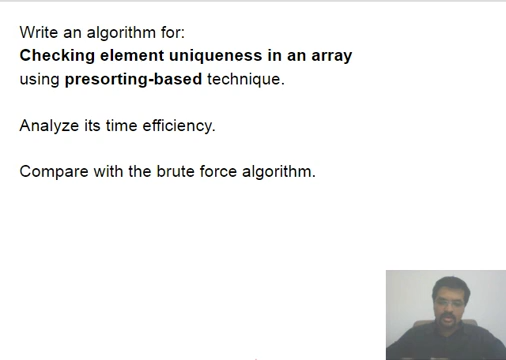 Write an algorithm for:
Checking element uniqueness in an array
using presorting-based technique.
Analyze its time efficiency.
Compare with the brute force algorithm.